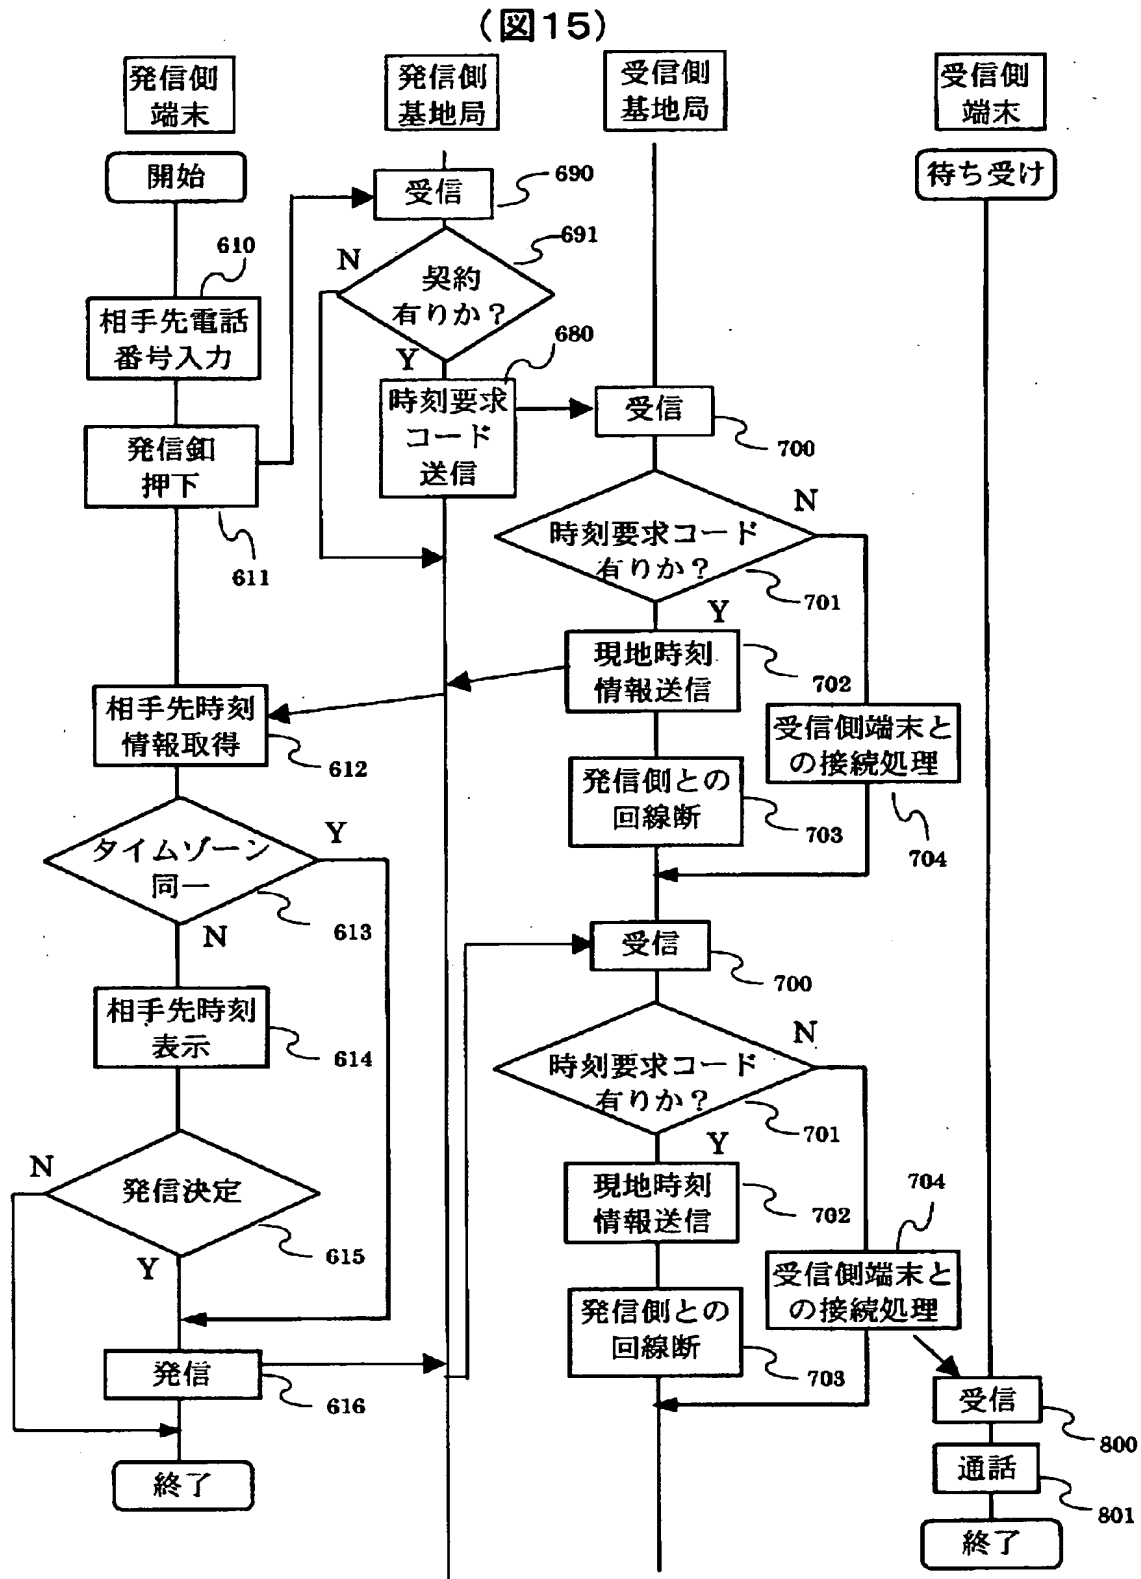 (図15)
発信側
端末
発信側
基地局
受信側
基地局
受信側
端末
開始
受信
690
待ち受け
610
N
691
契約
有りか？
相手先電話
番号入力
Y
680
時刻要求
コード
送信
受信
700
発信釦
押下
611
N
時刻要求コード
有りか？
701
Y
現地時刻
情報送信
702
相手先時刻
情報取得
612
受信側端末と
の接続処理
704
発信側との
回線断
703
タイムゾーン
同一
Y
613
N
受信
700
相手先時刻
表示
614
N
時刻要求コード
有りか？
701
Y
N
発信決定
615
Y
現地時刻
情報送信
702
704
受信側端末と
の接続処理
発信側との
回線断
703
発信
616
受信
800
通話
801
終了
終了